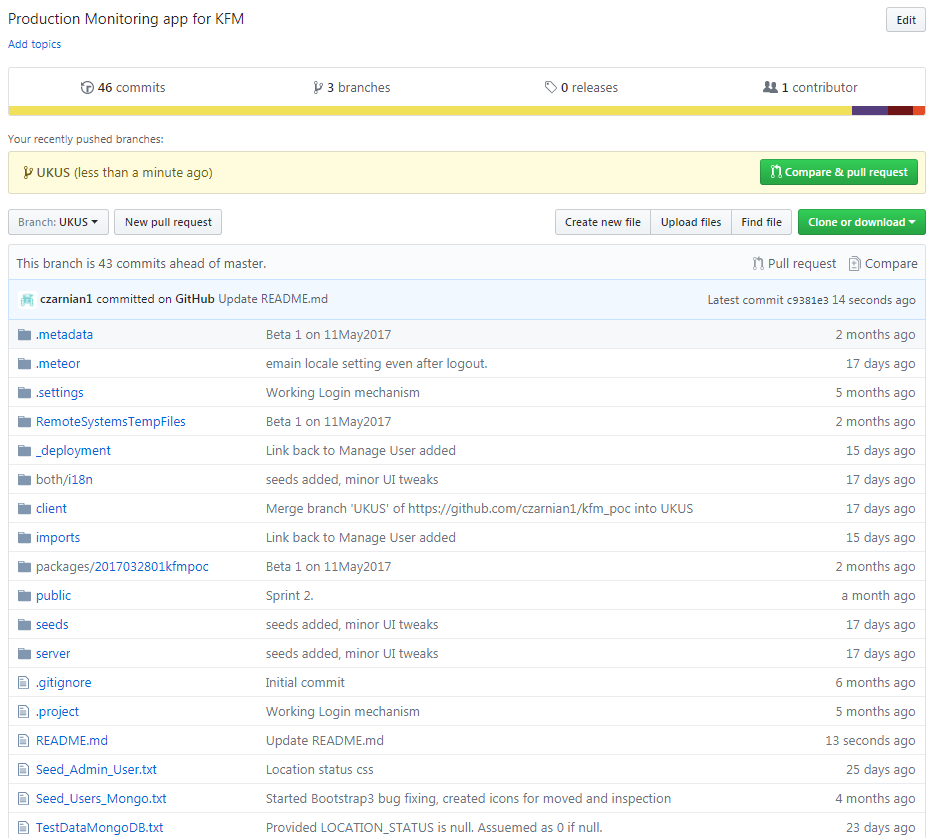 Production Monitoring app for KFM
Edit
Add topics
46 commits 3 branches 0 releases 1 contributor
Your recently pushed branches:
UKUS (less than a minute ago) Compare & pull request
Branch: UKUS New pull request Create new file Upload files Find file Clone or download
This branch is 43 commits ahead of master. Pull request Compare
czarnian1 committed on GitHub Update README.md Latest commit c9381e3 14 seconds ago
.metadata Beta 1 on 11May2017 2 months ago
.meteor emain locale setting even after logout. 17 days ago
.settings Working Login mechanism 5 months ago
RemoteSystemsTempFiles Beta 1 on 11May2017 2 months ago
_deployment Link back to Manage User added 15 days ago
both/i18n seeds added, minor UI tweaks 17 days ago
client Merge branch 'UKUS' of https://github.com/czarnian1/kfm_poc into UKUS 17 days ago
imports Link back to Manage User added 15 days ago
packages/2017032801kfmpoc Beta 1 on 11May2017 2 months ago
public Sprint 2. a month ago
seeds seeds added, minor UI tweaks 17 days ago
server seeds added, minor UI tweaks 17 days ago
.gitignore Initial commit 6 months ago
.project Working Login mechanism 5 months ago
README.md Update README.md 13 seconds ago
Seed_Admin_User.txt Location status css 25 days ago
Seed_Users_Mongo.txt Started Bootstrap3 bug fixing, created icons for moved and inspection 4 months ago
TestDataMongoDB.txt Provided LOCATION_STATUS is null. Assuemed as 0 if null. 23 days ago